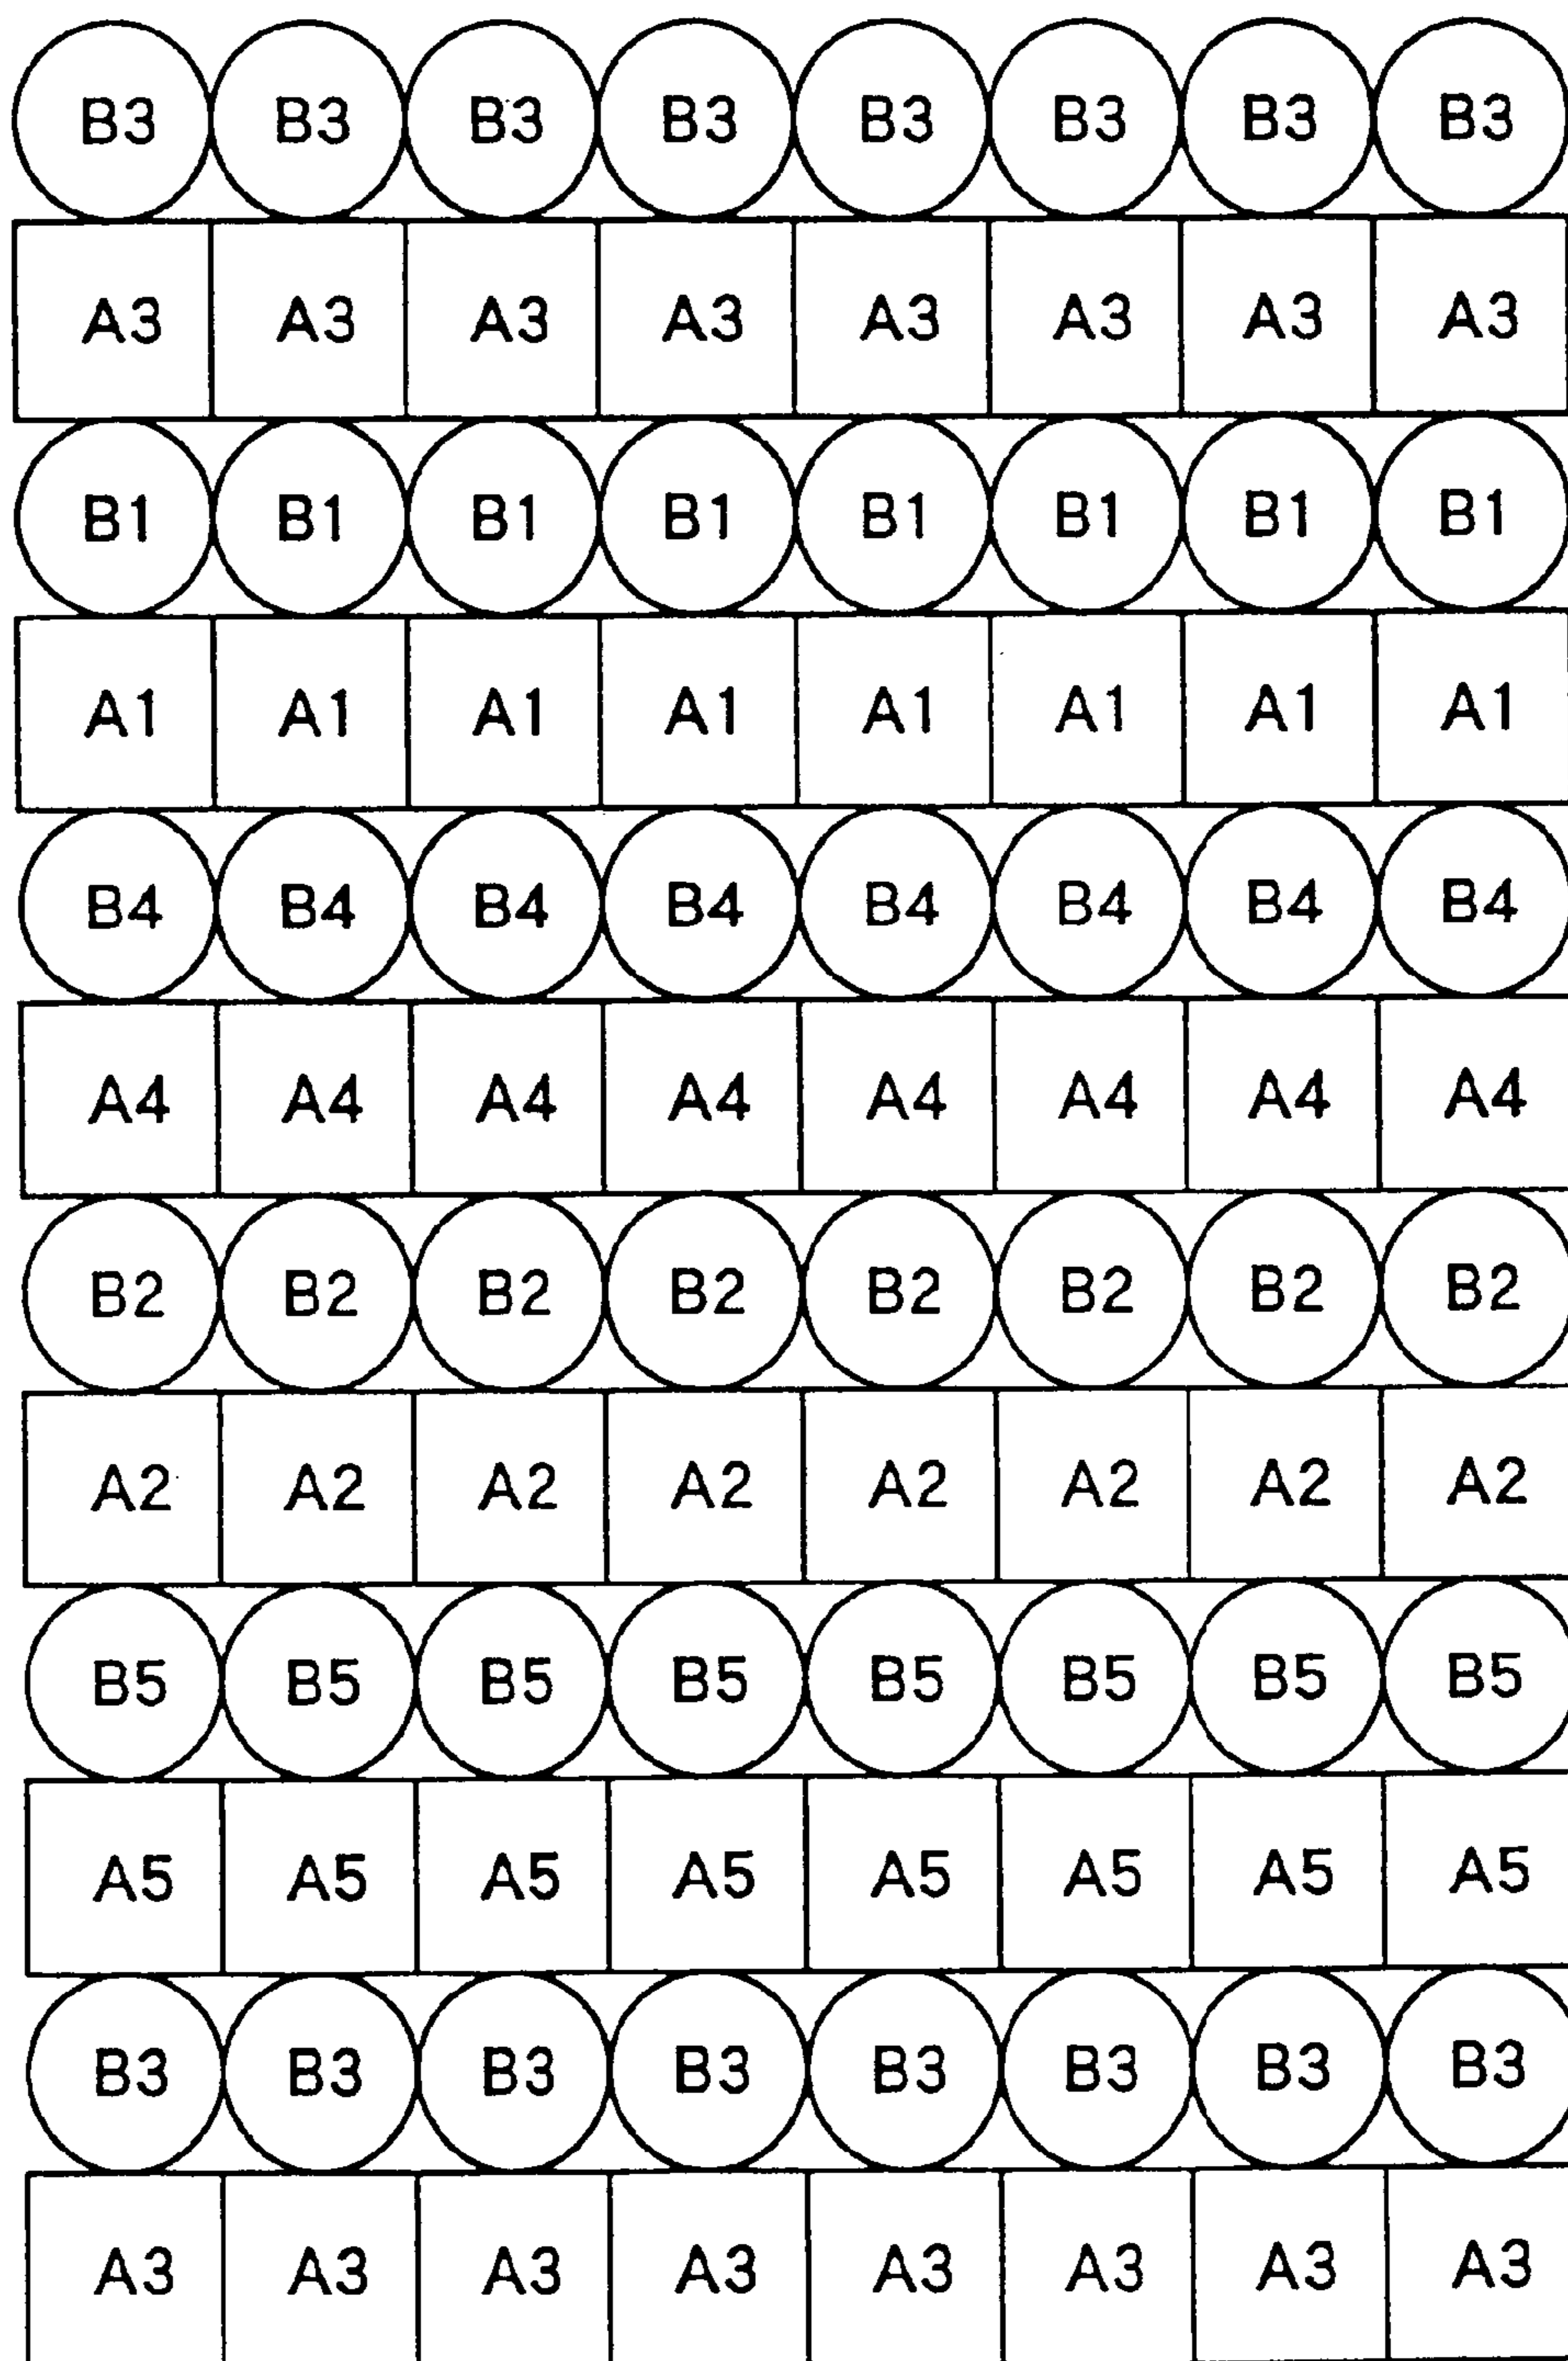 B3 B3 B3 B3 B3 B3 B3 B3
A3 A3 A3 A3 A3 A3 A3 A3
B1 B1 B1 B1 B1 B1 B1 B1
A1 A1 A1 A1 A1 A1 A1 A1
B4 B4 B4 B4 B4 B4 B4 B4
A4 A4 A4 A4 A4 A4 A4 A4
B2 B2 B2 B2 B2 B2 B2 B2
A2 A2 A2 A2 A2 A2 A2 A2
B5 B5 B5 B5 B5 B5 B5 B5
A5 A5 A5 A5 A5 A5 A5 A5
B3 B3 B3 B3 B3 B3 B3 B3
A3 A3 A3 A3 A3 A3 A3 A3